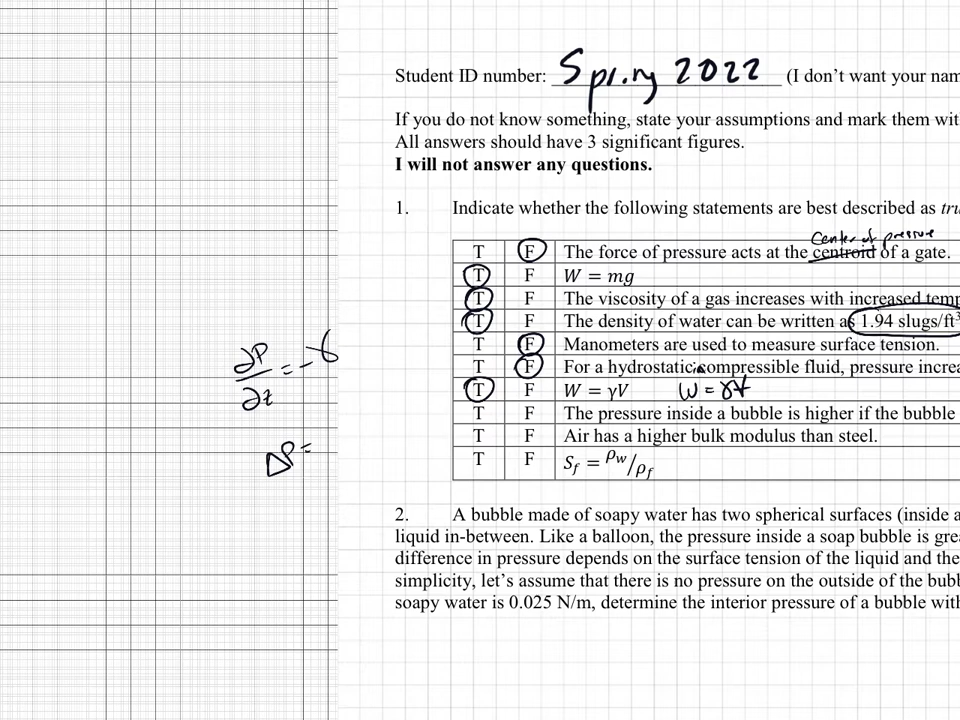 Student ID number: Spring 2022 (I don't want your nam
If you do not know something, state your assumptions and mark them wit
All answers should have 3 significant figures.
I will not answer any questions.
1. Indicate whether the following statements are best described as tru
center of pressure
T F The force of pressure acts at the centroid of a gate.
T F W = mg
T F The viscosity of a gas increases with increased temp
T F The density of water can be written as 1.94 slugs/ft³
T F Manometers are used to measure surface tension.
T F For a hydrostatic compressible fluid, pressure increa
T F W = γV W = γV
T F The pressure inside a bubble is higher if the bubble
T F Air has a higher bulk modulus than steel.
T F S_f = ρ_w/ρ_f
∂P/∂z = -γ
ΔP =
2. A bubble made of soapy water has two spherical surfaces (inside a
liquid in-between. Like a balloon, the pressure inside a soap bubble is grea
difference in pressure depends on the surface tension of the liquid and the
simplicity, let's assume that there is no pressure on the outside of the bubb
soapy water is 0.025 N/m, determine the interior pressure of a bubble with